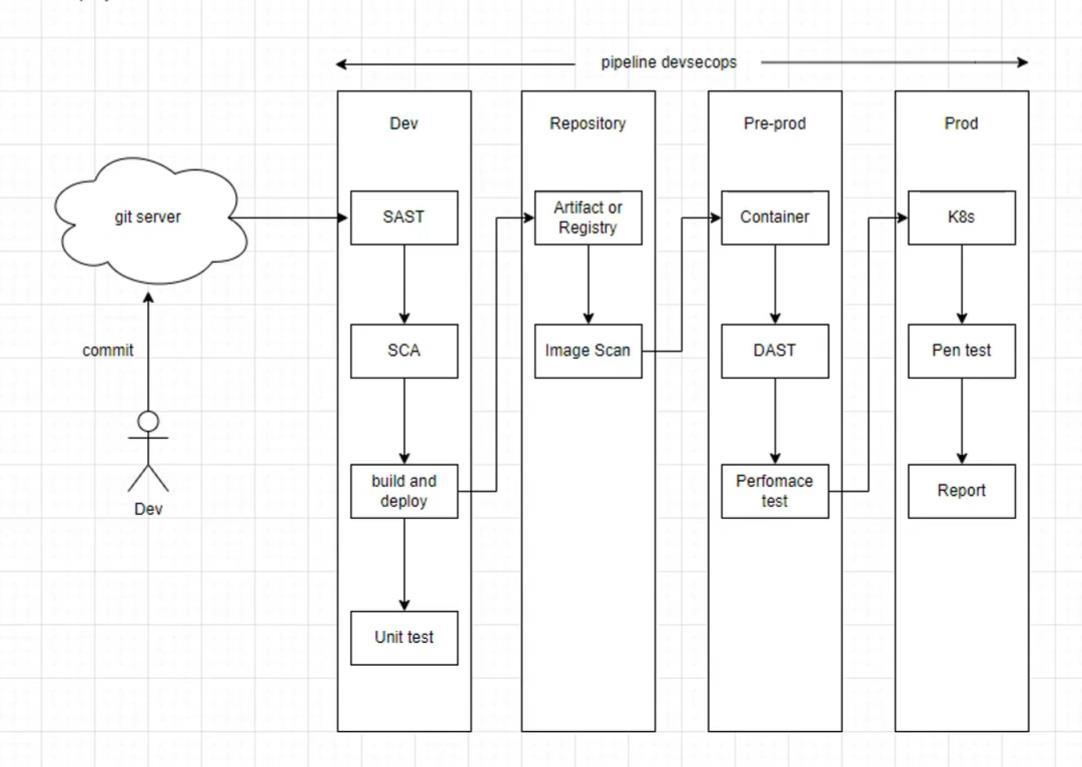 pipeline devsecops
Dev
Repository
Pre-prod
Prod
git server
SAST
Artifact or
Registry
Container
K8s
commit
SCA
Image Scan
DAST
Pen test
build and
deploy
Perfomace
test
Report
Dev
Unit test